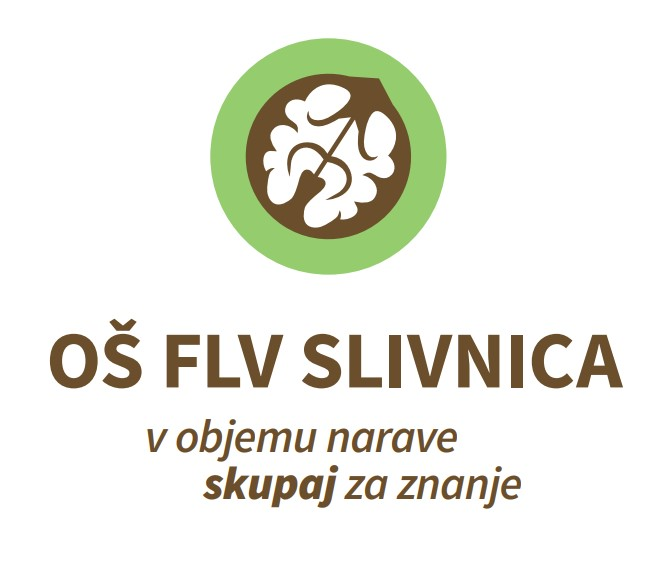 OŠ FLV SLIVNICA
v objemu narave
skupaj za znanje